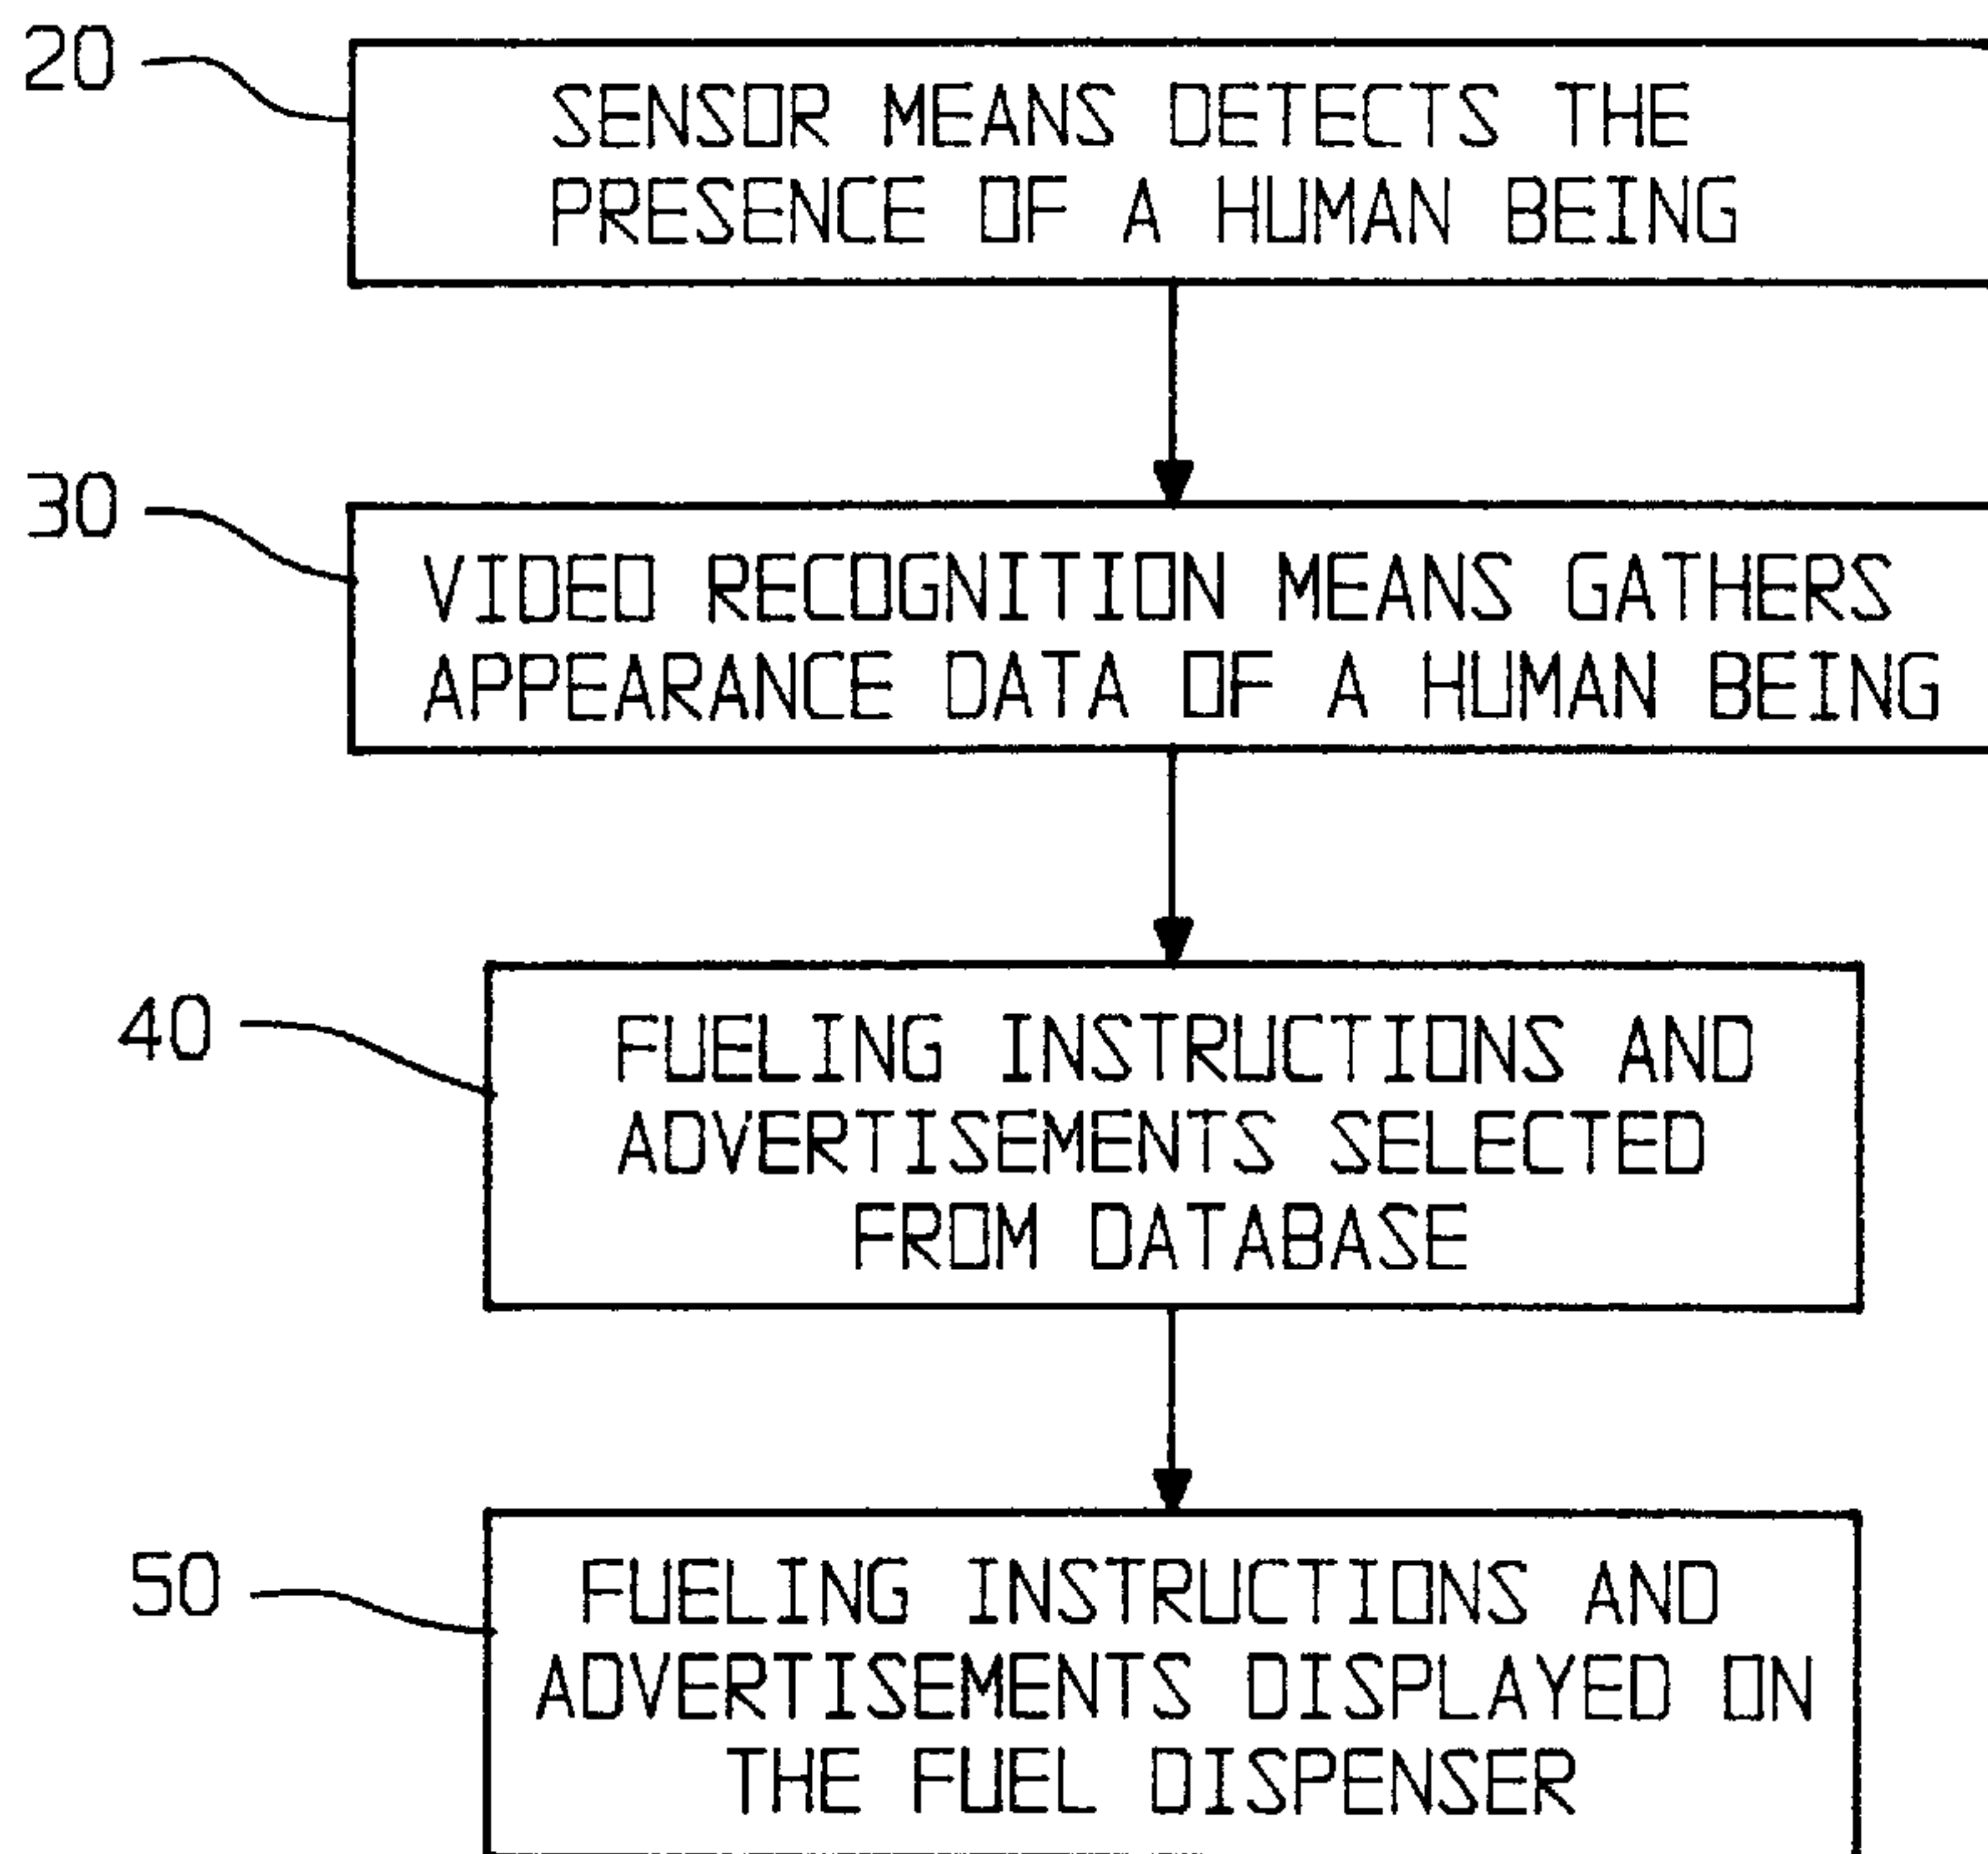 20
SENSOR MEANS DETECTS THE
PRESENCE OF A HUMAN BEING
30
VIDEO RECOGNITION MEANS GATHERS
APPEARANCE DATA OF A HUMAN BEING
40
FUELING INSTRUCTIONS AND
ADVERTISEMENTS SELECTED
FROM DATABASE
50
FUELING INSTRUCTIONS AND
ADVERTISEMENTS DISPLAYED ON
THE FUEL DISPENSER